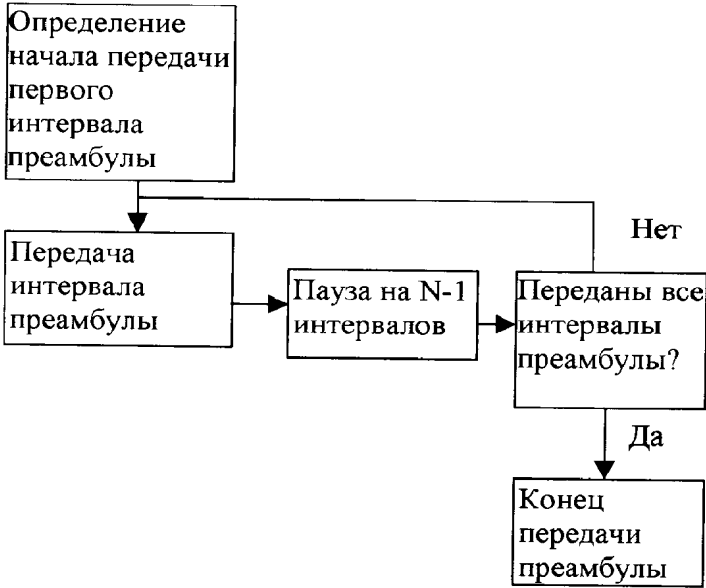 Определение
начала передачи
первого
интервала
преамбулы
Нет
Передача
интервала
преамбулы
Пауза на N-1
интервалов
Переданы все
интервалы
преамбулы?
Да
Конец
передачи
преамбулы